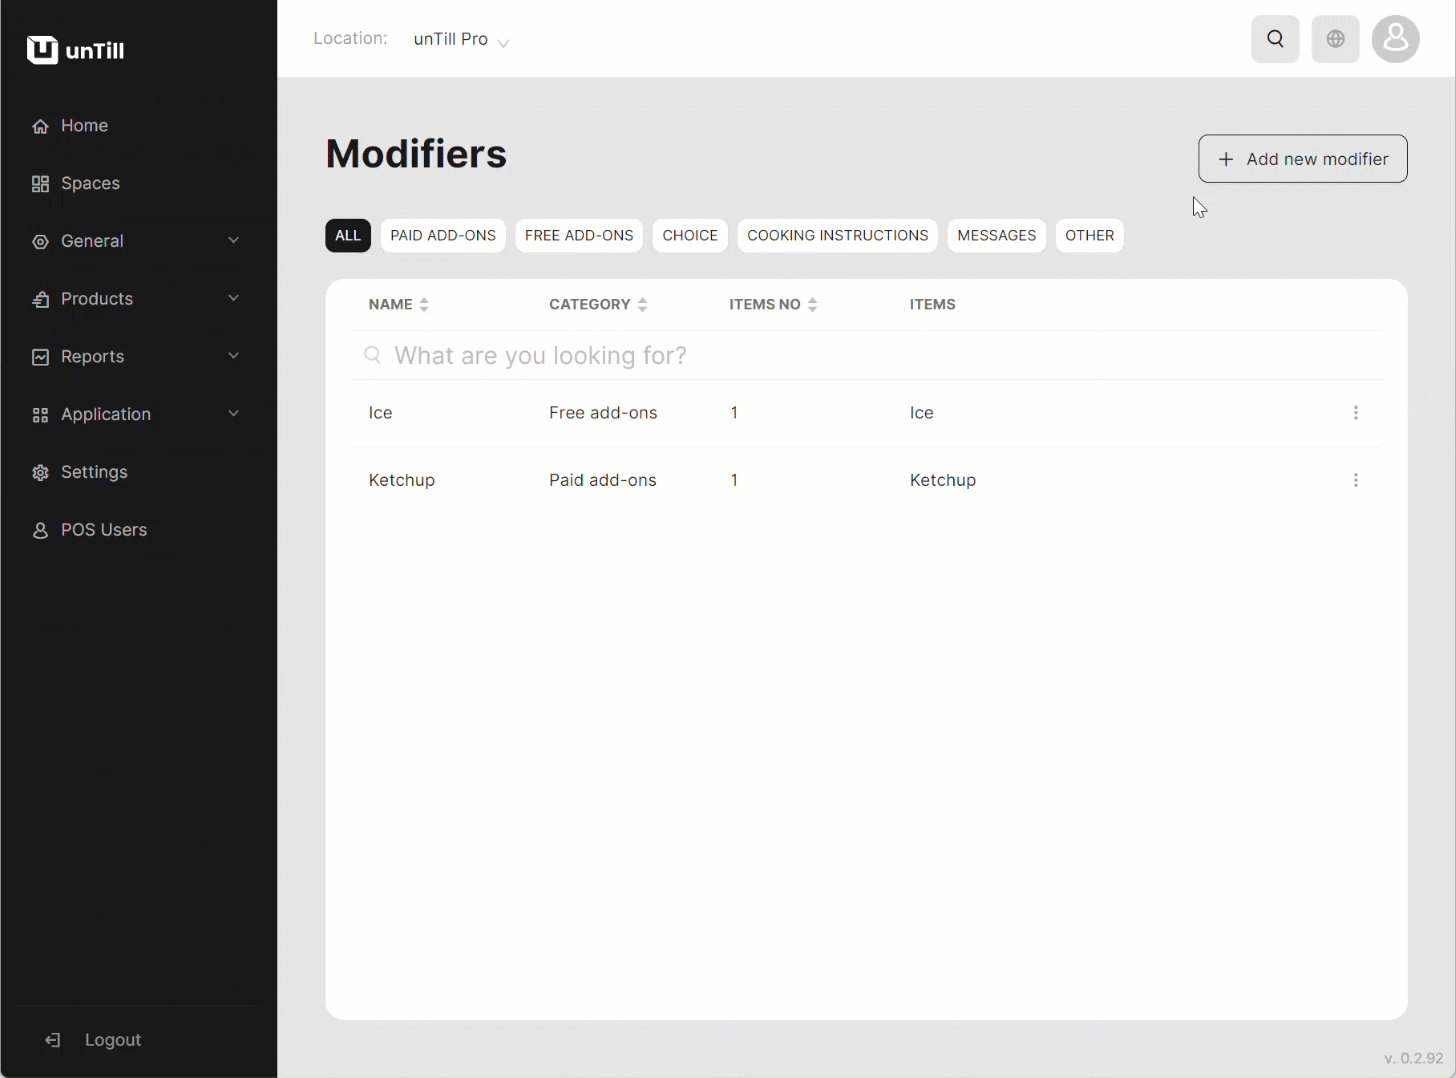 unTill
Location: unTill Pro
Home
Spaces
General
Products
Reports
Application
Settings
POS Users
Logout
Modifiers
Add new modifier
ALL PAID ADD-ONS FREE ADD-ONS CHOICE COOKING INSTRUCTIONS MESSAGES OTHER
NAME CATEGORY ITEMS NO ITEMS
What are you looking for?
Ice Free add-ons 1 Ice
Ketchup Paid add-ons 1 Ketchup
v. 0.2.92